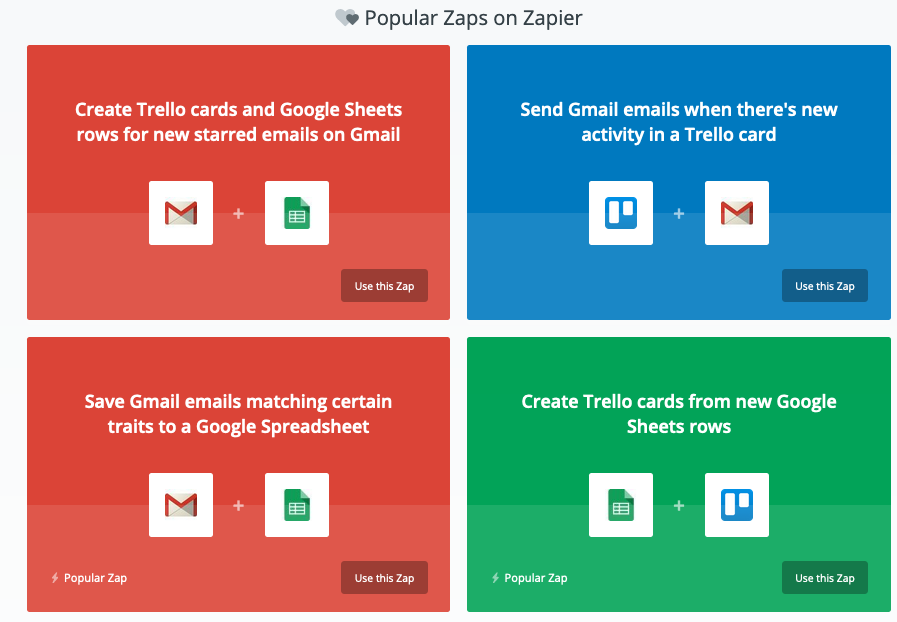 Popular Zaps on Zapier
Create Trello cards and Google Sheets
rows for new starred emails on Gmail
+
Use this Zap
Send Gmail emails when there's new
activity in a Trello card
+
Use this Zap
Save Gmail emails matching certain
traits to a Google Spreadsheet
+
Popular Zap
Use this Zap
Create Trello cards from new Google
Sheets rows
+
Popular Zap
Use this Zap